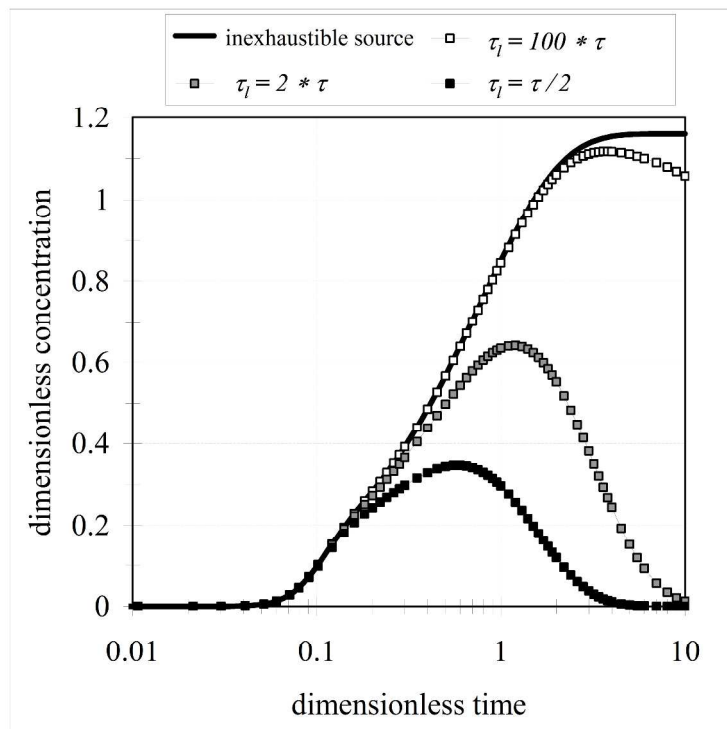 inexhaustible source
τₗ = 100 * τ
τₗ = 2 * τ
τₗ = τ / 2
1.2
1
0.8
0.6
0.4
0.2
0
dimensionless concentration
0.01
0.1
1
10
dimensionless time